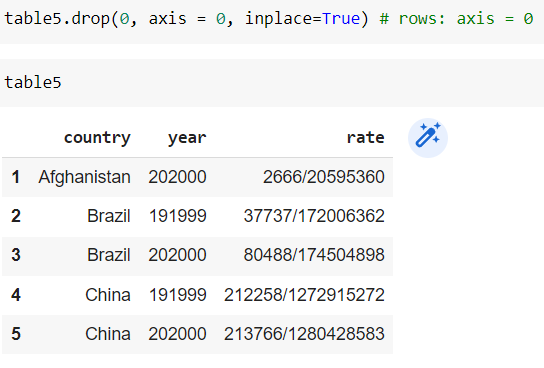 table5.drop(0, axis = 0, inplace=True) # rows: axis = 0
table5
country year rate
1 Afghanistan 202000 2666/20595360
2 Brazil 191999 37737/172006362
3 Brazil 202000 80488/174504898
4 China 191999 212258/1272915272
5 China 202000 213766/1280428583